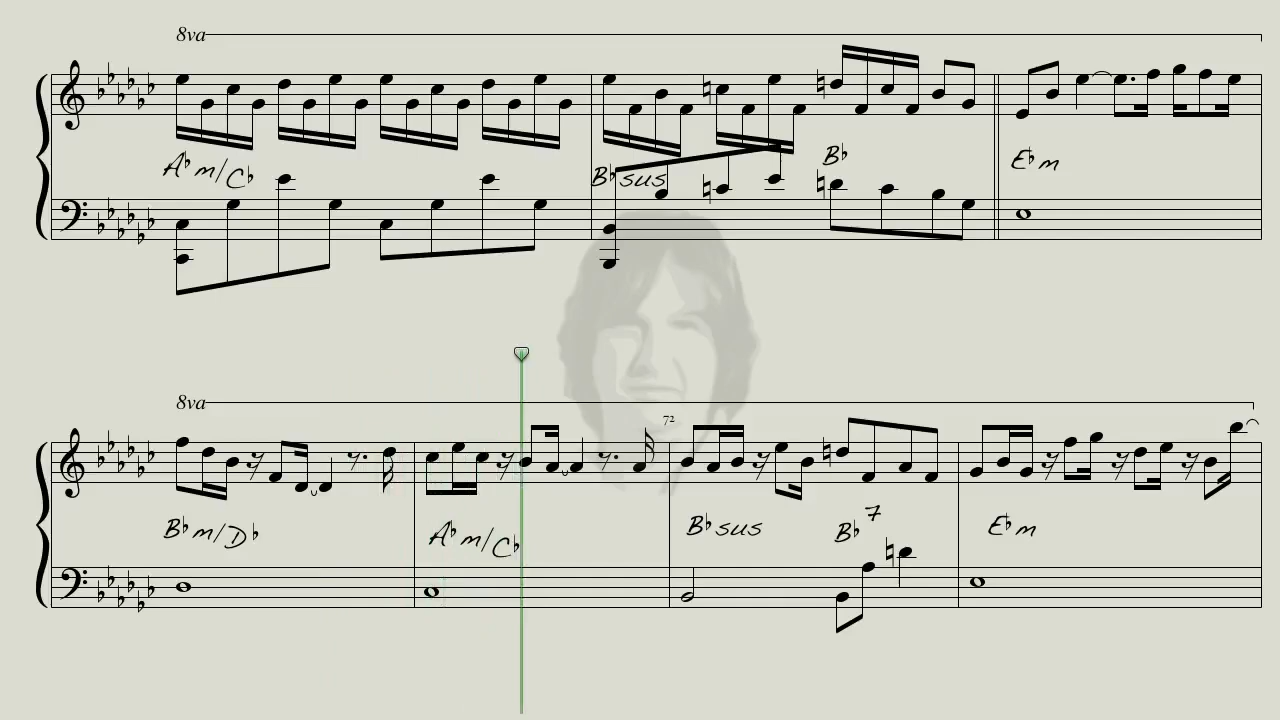 8va
A♭m/C♭ B♭sus B♭ E♭m
8va
72
B♭m/D♭ A♭m/C♭ B♭sus B♭7 E♭m